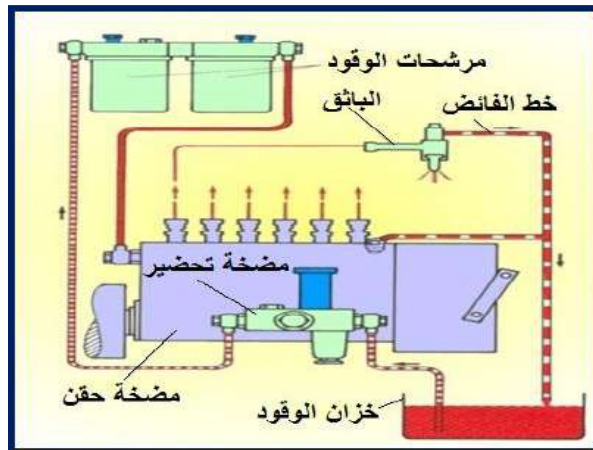 مرشحات الوقود
الباثق
خط الفائض
مضخة تحضير
مضخة حقن
خزان الوقود